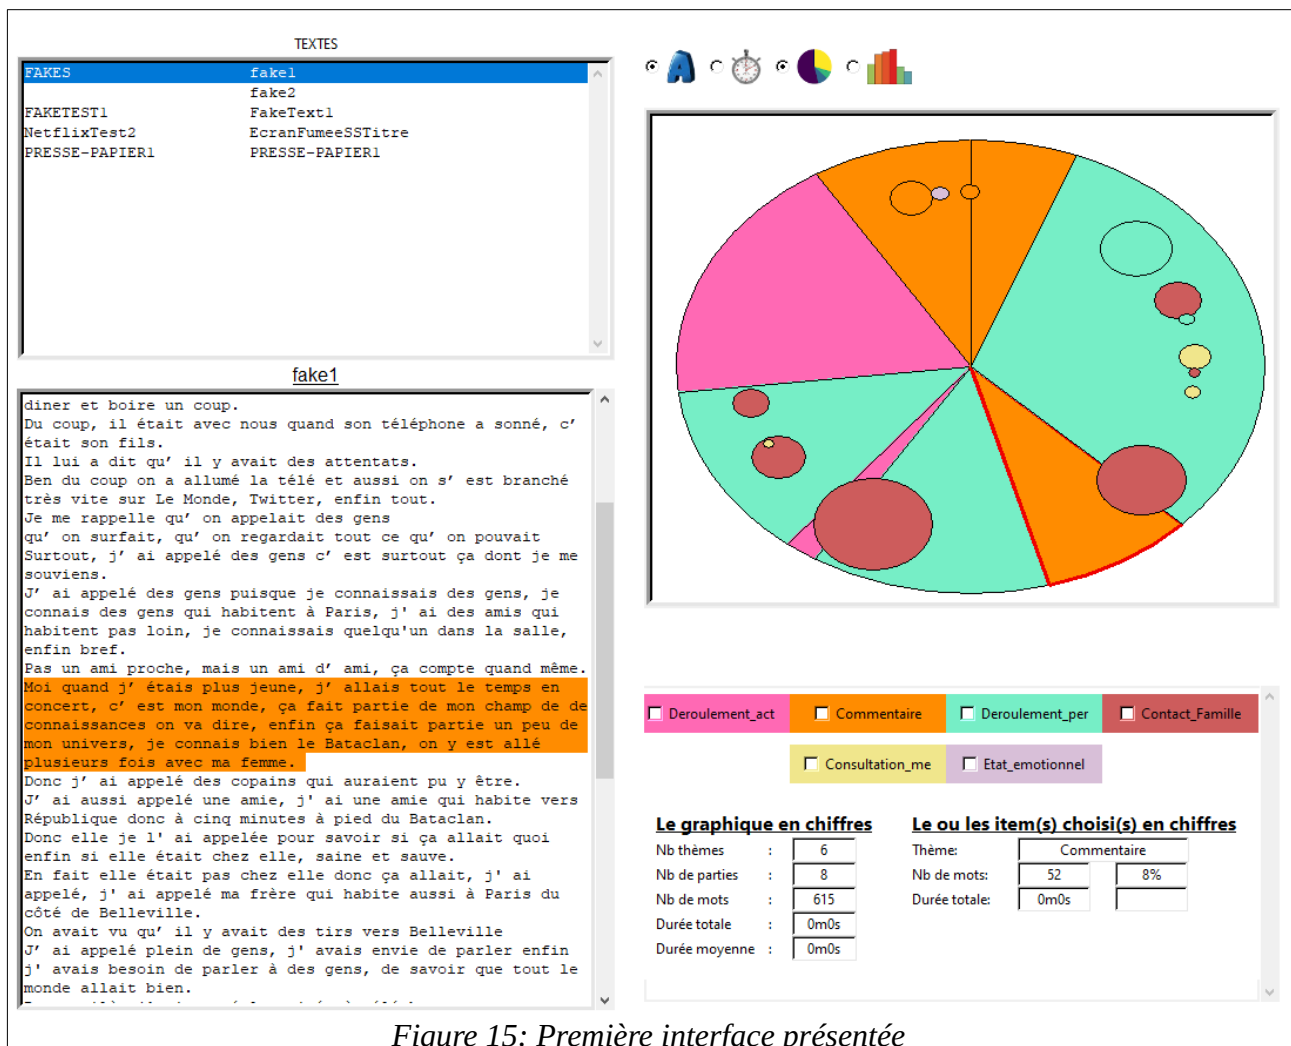 TEXTES
FAKES fake1
fake2
FAKETEST1 FakeText1
NetflixTest2 EcranFumeeSSTitre
PRESSE-PAPIER1 PRESSE-PAPIER1
fake1
diner et boire un coup.
Du coup, il était avec nous quand son téléphone a sonné, c’
était son fils.
Il lui a dit qu’ il y avait des attentats.
Ben du coup on a allumé la télé et aussi on s’ est branché
très vite sur Le Monde, Twitter, enfin tout.
Je me rappelle qu’ on appelait des gens
qu’ on surfait, qu’ on regardait tout ce qu’ on pouvait
Surtout, j’ ai appelé des gens c’ est surtout ça dont je me
souviens.
J’ ai appelé des gens puisque je connaissais des gens, je
connais des gens qui habitent à Paris, j' ai des amis qui
habitent pas loin, je connaissais quelqu'un dans la salle,
enfin bref.
Pas un ami proche, mais un ami d’ ami, ça compte quand même.
Moi quand j’ étais plus jeune, j’ allais tout le temps en
concert, c’ est mon monde, ça fait partie de mon champ de de
connaissances on va dire, enfin ça faisait partie un peu de
mon univers, je connais bien le Bataclan, on y est allé
plusieurs fois avec ma femme.
Donc j’ ai appelé des copains qui auraient pu y être.
J’ ai aussi appelé une amie, j' ai une amie qui habite vers
République donc à cinq minutes à pied du Bataclan.
Donc elle je l' ai appelée pour savoir si ça allait quoi
enfin si elle était chez elle, saine et sauve.
En fait elle était pas chez elle donc ça allait, j' ai
appelé, j' ai appelé ma frère qui habite aussi à Paris du
côté de Belleville.
On avait vu qu’ il y avait des tirs vers Belleville
J’ ai appelé plein de gens, j' avais envie de parler enfin
j' avais besoin de parler à des gens, de savoir que tout le
monde allait bien.
Deroulement_act Commentaire Deroulement_per Contact_Famille
Consultation_me Etat_emotionnel
Le graphique en chiffres
Nb thèmes : 6
Nb de parties : 8
Nb de mots : 615
Durée totale : 0m0s
Durée moyenne : 0m0s
Le ou les item(s) choisi(s) en chiffres
Thème: Commentaire
Nb de mots: 52 8%
Durée totale: 0m0s
Figure 15: Première interface présentée